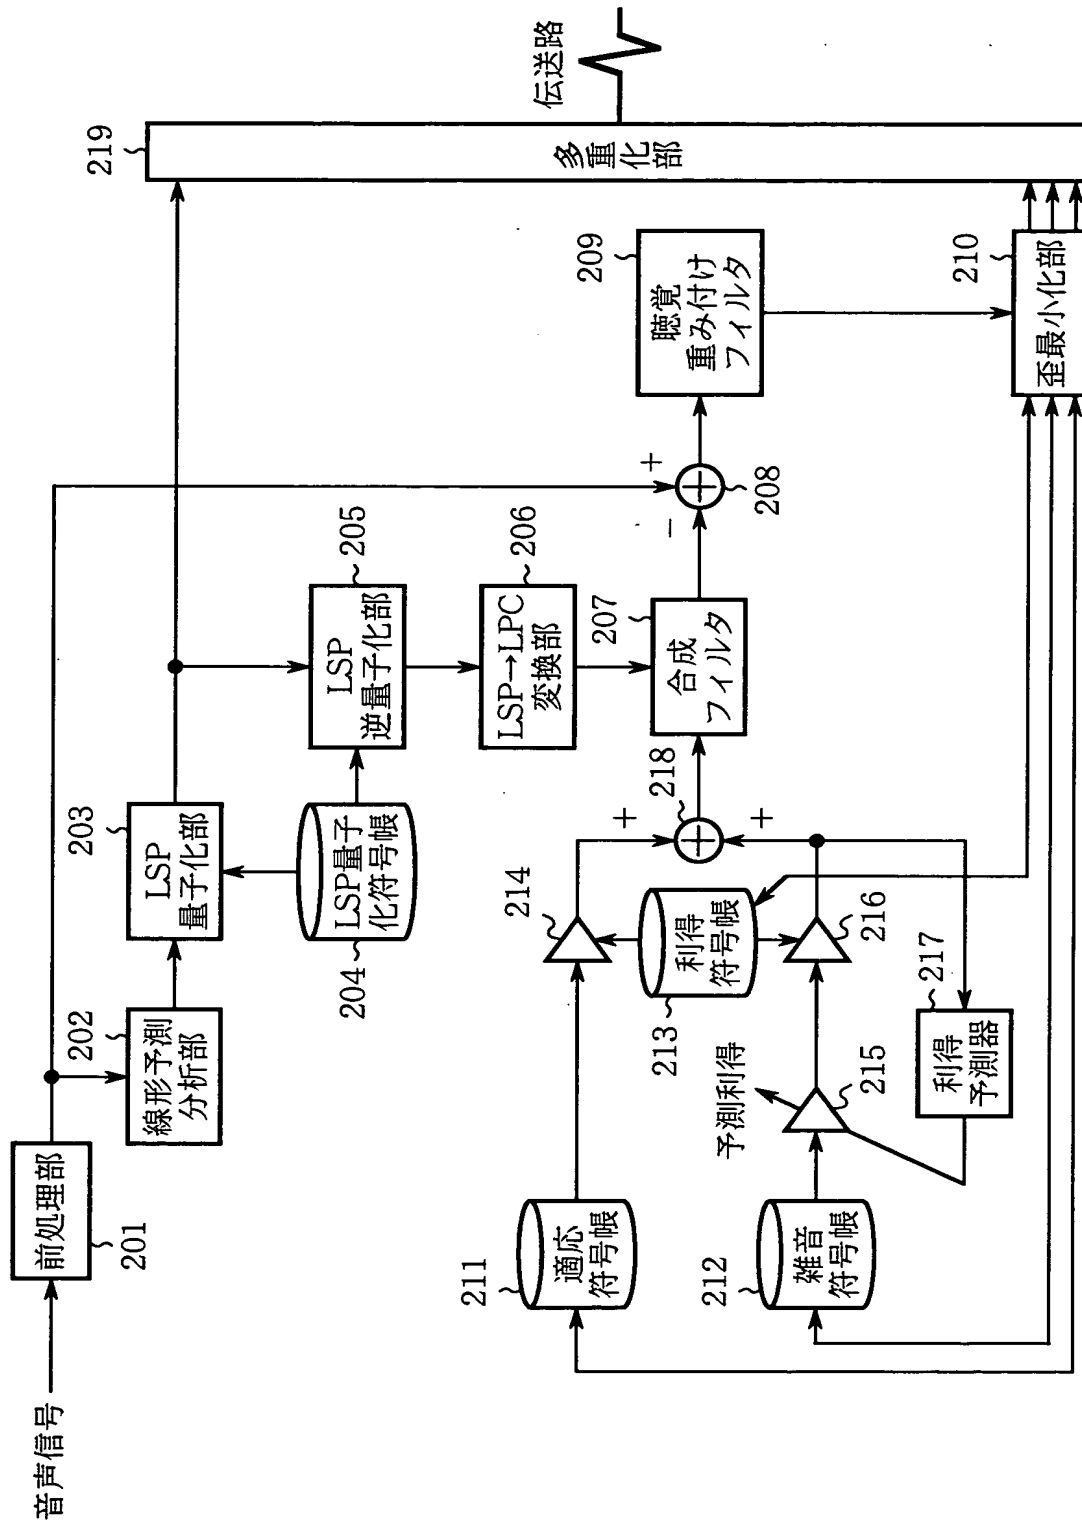 音声信号
前処理部
201
線形予測
分析部
202
LSP
量子化部
203
LSP量子
化符号帳
204
LSP
逆量子化部
205
LSP→LPC
変換部
206
合成
フィルタ
207
+
−
208
聴覚
重み付け
フィルタ
209
歪最小化部
210
適応
符号帳
211
雑音
符号帳
212
利得
符号帳
213
214
予測利得
215
216
利得
予測器
217
+
+
218
多重化部
219
伝送路